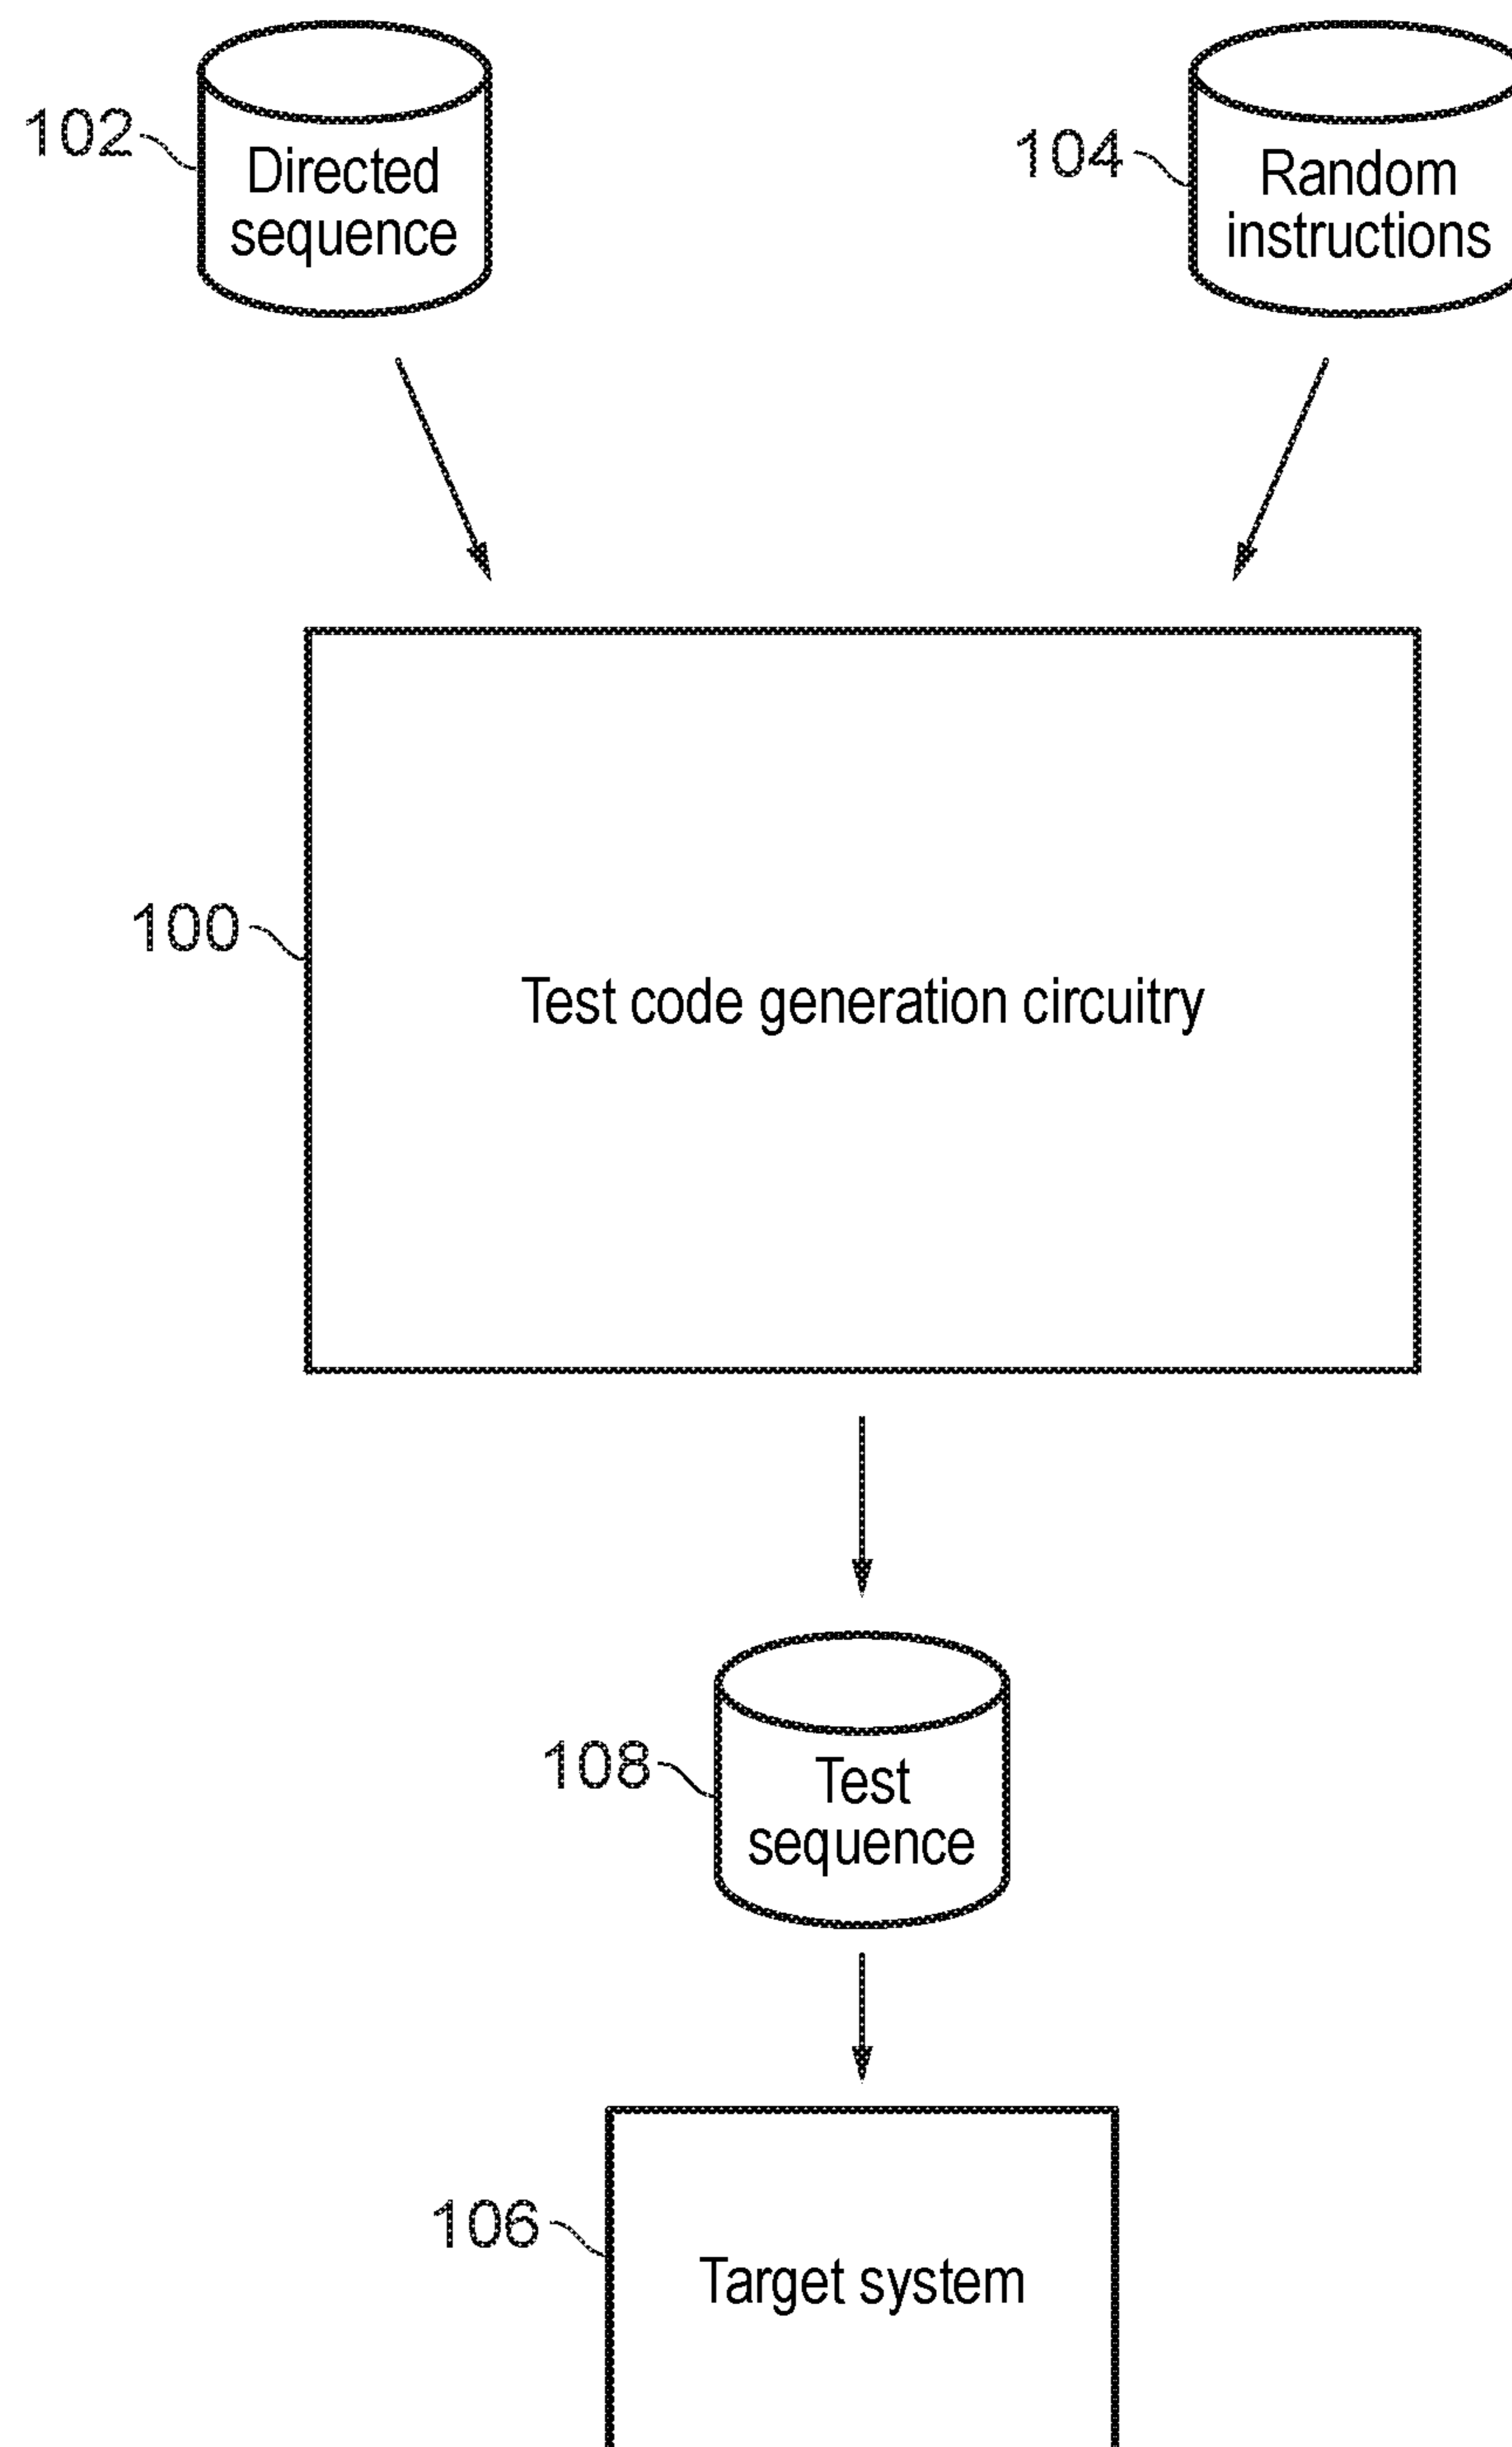 102
Directed
sequence
104
Random
instructions
100
Test code generation circuitry
108
Test
sequence
106
Target system